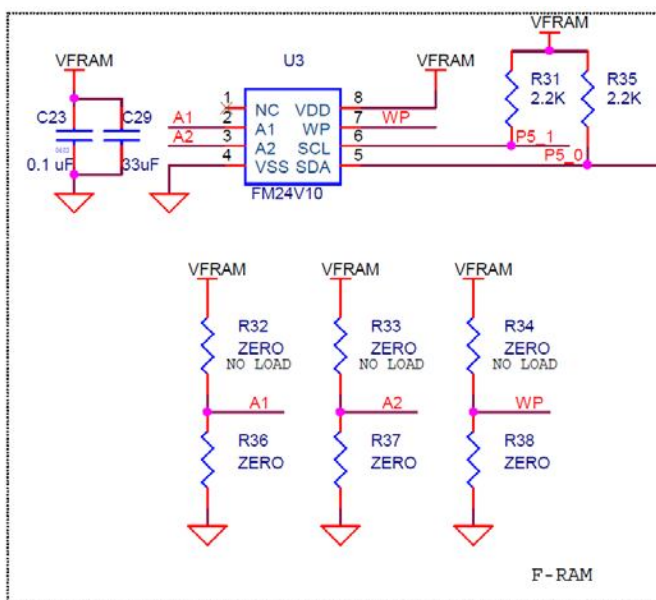 VFRAM
C23
C29
0.1 uF
33uF
U3
1
NC
VDD
8
VFRAM
A1
2
A1
WP
7
WP
A2
3
A2
SCL
6
P5_1
4
VSS
SDA
5
P5_0
FM24V10
VFRAM
R31
2.2K
R35
2.2K
VFRAM
R32
ZERO
NO LOAD
A1
R36
ZERO
VFRAM
R33
ZERO
NO LOAD
A2
R37
ZERO
VFRAM
R34
ZERO
NO LOAD
WP
R38
ZERO
F-RAM